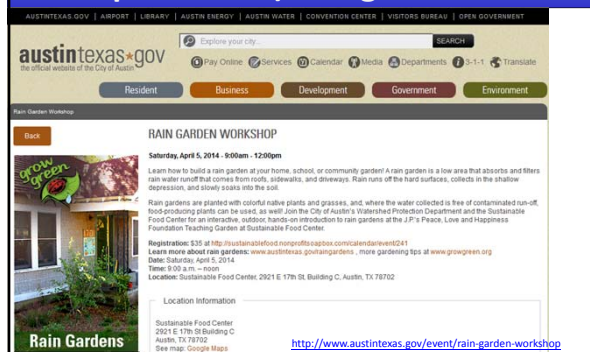 AUSTINTEXAS.GOV | AIRPORT | LIBRARY | AUSTIN ENERGY | AUSTIN WATER | CONVENTION CENTER | VISITORS BUREAU | OPEN GOVERNMENT
Explore your city... SEARCH
austintexas*gov
the official website of the City of Austin
Pay Online Services Calendar Media Departments 3-1-1 Translate
Resident Business Development Government Environment
Rain Garden Workshop
Back
RAIN GARDEN WORKSHOP
Saturday, April 5, 2014 - 9:00am - 12:00pm
Learn how to build a rain garden at your home, school, or community garden! A rain garden is a low area that absorbs and filters
rain water runoff that comes from roofs, sidewalks, and driveways. Rain runs off the hard surfaces, collects in the shallow
depression, and slowly soaks into the soil.
Rain gardens are planted with colorful native plants and grasses, and, where the water collected is free of contaminated run-off,
food-producing plants can be used, as well! Join the City of Austin's Watershed Protection Department and the Sustainable
Food Center for an interactive, outdoor, hands-on introduction to rain gardens at the J.P.'s Peace, Love and Happiness
Foundation Teaching Garden at Sustainable Food Center.
Registration: $35 at http://sustainablefood.nonprofitsoapbox.com/calendar/event/241
Learn more about rain gardens: www.austintexas.gov/raingardens , more gardening tips at www.growgreen.org
Date: Saturday, April 5, 2014
Time: 9:00 a.m. – noon
Location: Sustainable Food Center, 2921 E 17th St, Building C, Austin, TX 78702
Location Information
Sustainable Food Center
2921 E 17th St Building C
Austin, TX 78702
See map: Google Maps
grow green
Rain Gardens
http://www.austintexas.gov/event/rain-garden-workshop